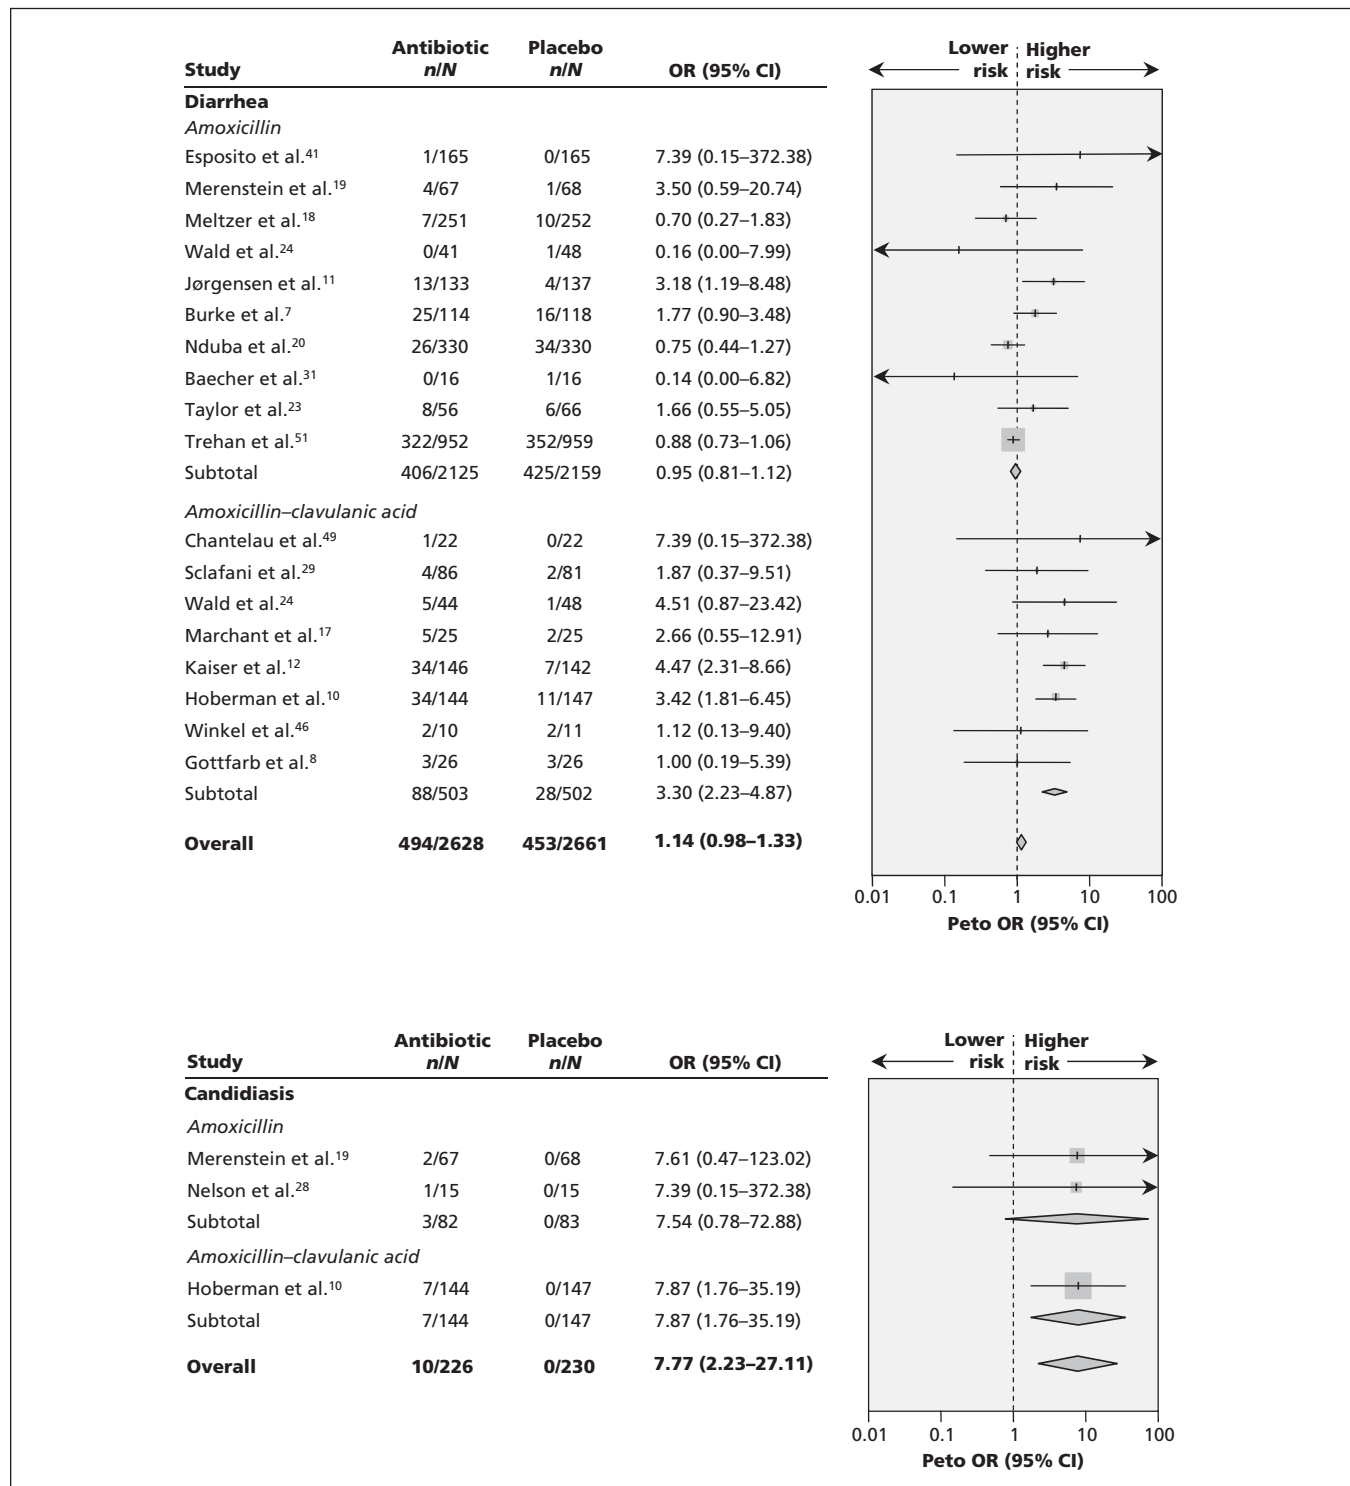 Antibiotic Placebo Lower Higher
Study n/N n/N OR (95% CI) risk risk
Diarrhea
Amoxicillin
Esposito et al.41 1/165 0/165 7.39 (0.15–372.38)
Merenstein et al.19 4/67 1/68 3.50 (0.59–20.74)
Meltzer et al.18 7/251 10/252 0.70 (0.27–1.83)
Wald et al.24 0/41 1/48 0.16 (0.00–7.99)
Jørgensen et al.11 13/133 4/137 3.18 (1.19–8.48)
Burke et al.7 25/114 16/118 1.77 (0.90–3.48)
Nduba et al.20 26/330 34/330 0.75 (0.44–1.27)
Baecher et al.31 0/16 1/16 0.14 (0.00–6.82)
Taylor et al.23 8/56 6/66 1.66 (0.55–5.05)
Trehan et al.51 322/952 352/959 0.88 (0.73–1.06)
Subtotal 406/2125 425/2159 0.95 (0.81–1.12)
Amoxicillin–clavulanic acid
Chantelau et al.49 1/22 0/22 7.39 (0.15–372.38)
Sclafani et al.29 4/86 2/81 1.87 (0.37–9.51)
Wald et al.24 5/44 1/48 4.51 (0.87–23.42)
Marchant et al.17 5/25 2/25 2.66 (0.55–12.91)
Kaiser et al.12 34/146 7/142 4.47 (2.31–8.66)
Hoberman et al.10 34/144 11/147 3.42 (1.81–6.45)
Winkel et al.46 2/10 2/11 1.12 (0.13–9.40)
Gottfarb et al.8 3/26 3/26 1.00 (0.19–5.39)
Subtotal 88/503 28/502 3.30 (2.23–4.87)
Overall 494/2628 453/2661 1.14 (0.98–1.33)
0.01 0.1 1 10 100
Peto OR (95% CI)
Antibiotic Placebo Lower Higher
Study n/N n/N OR (95% CI) risk risk
Candidiasis
Amoxicillin
Merenstein et al.19 2/67 0/68 7.61 (0.47–123.02)
Nelson et al.28 1/15 0/15 7.39 (0.15–372.38)
Subtotal 3/82 0/83 7.54 (0.78–72.88)
Amoxicillin–clavulanic acid
Hoberman et al.10 7/144 0/147 7.87 (1.76–35.19)
Subtotal 7/144 0/147 7.87 (1.76–35.19)
Overall 10/226 0/230 7.77 (2.23–27.11)
0.01 0.1 1 10 100
Peto OR (95% CI)